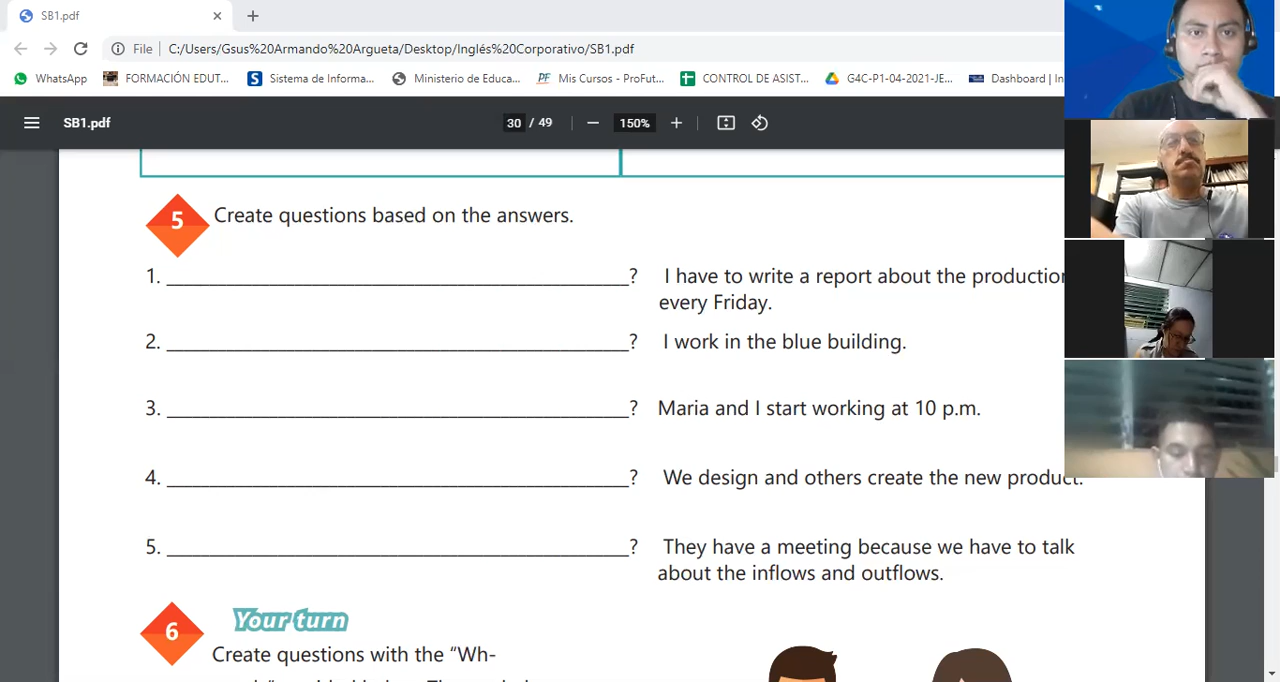 SB1.pdf
File C:/Users/Gsus%20Armando%20Argueta/Desktop/Inglés%20Corporativo/SB1.pdf
WhatsApp FORMACIÓN EDUT... Sistema de Informa... Ministerio de Educa... PF Mis Cursos - ProFut... CONTROL DE ASIST... G4C-P1-04-2021-JE... Dashboard | In
SB1.pdf 30 / 49 150%
5 Create questions based on the answers.
1. ? I have to write a report about the production
every Friday.
2. ? I work in the blue building.
3. ? Maria and I start working at 10 p.m.
4. ? We design and others create the new product.
5. ? They have a meeting because we have to talk
about the inflows and outflows.
6 Your turn
Create questions with the “Wh-